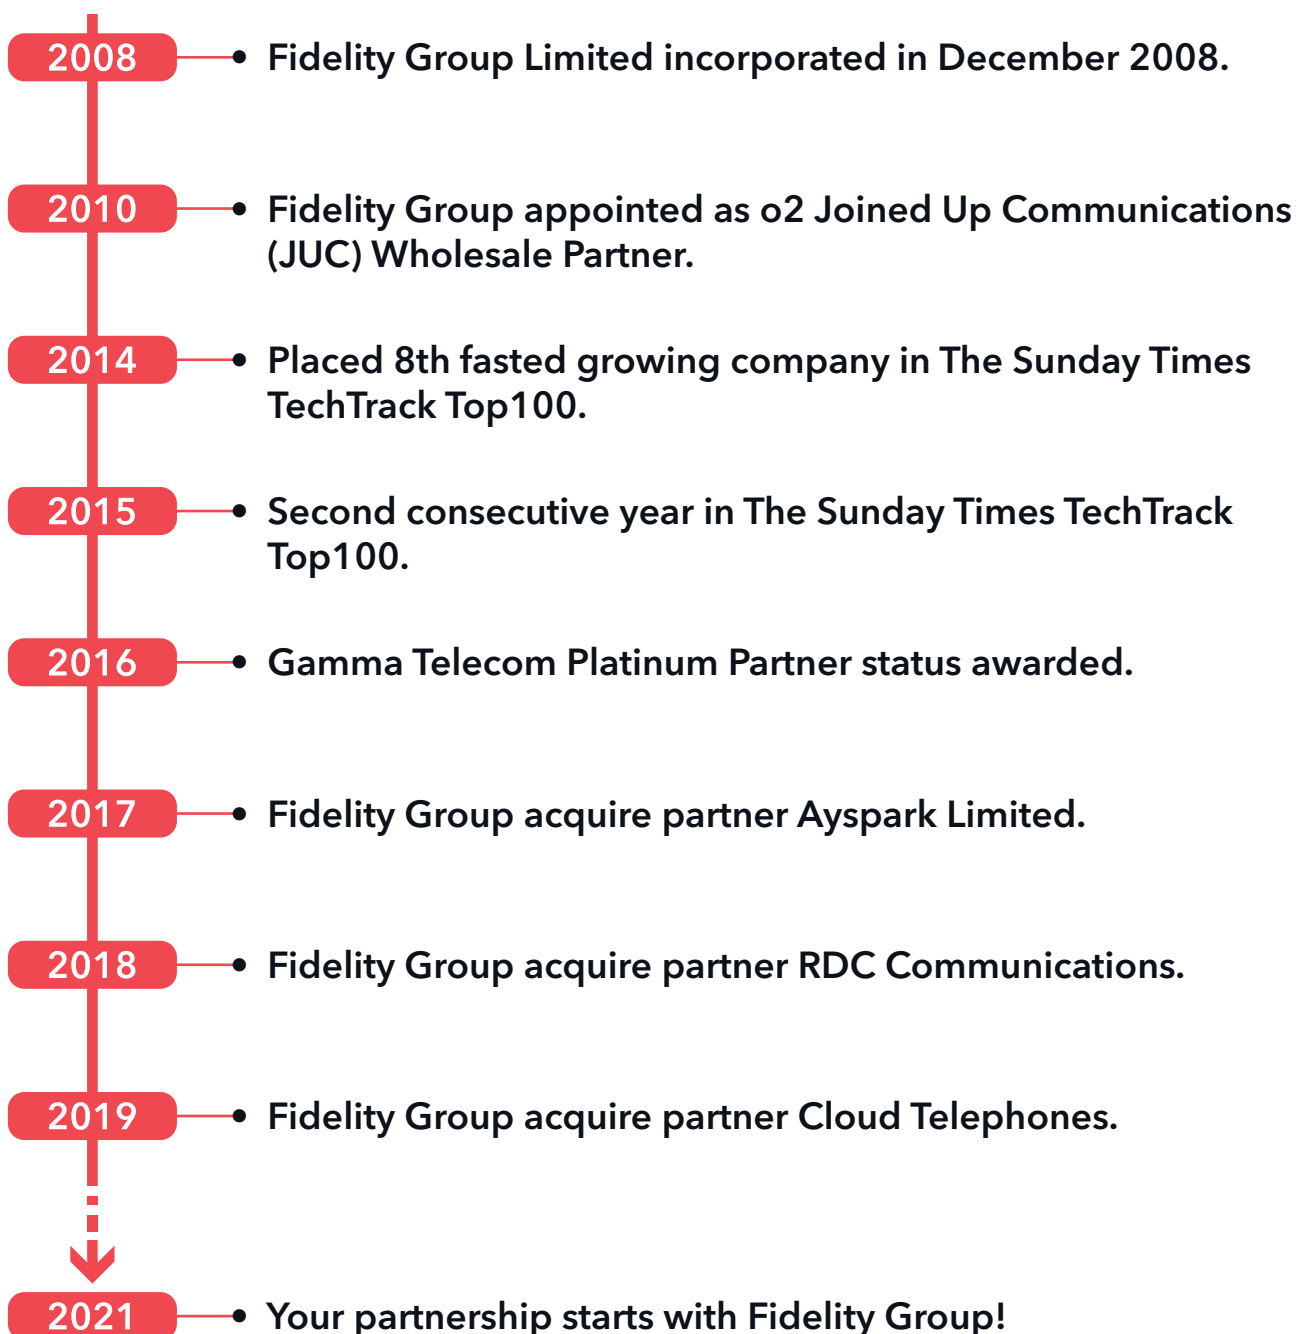 2008
Fidelity Group Limited incorporated in December 2008.
2010
Fidelity Group appointed as o2 Joined Up Communications
(JUC) Wholesale Partner.
2014
Placed 8th fasted growing company in The Sunday Times
TechTrack Top100.
2015
Second consecutive year in The Sunday Times TechTrack
Top100.
2016
Gamma Telecom Platinum Partner status awarded.
2017
Fidelity Group acquire partner Ayspark Limited.
2018
Fidelity Group acquire partner RDC Communications.
2019
Fidelity Group acquire partner Cloud Telephones.
2021
Your partnership starts with Fidelity Group!